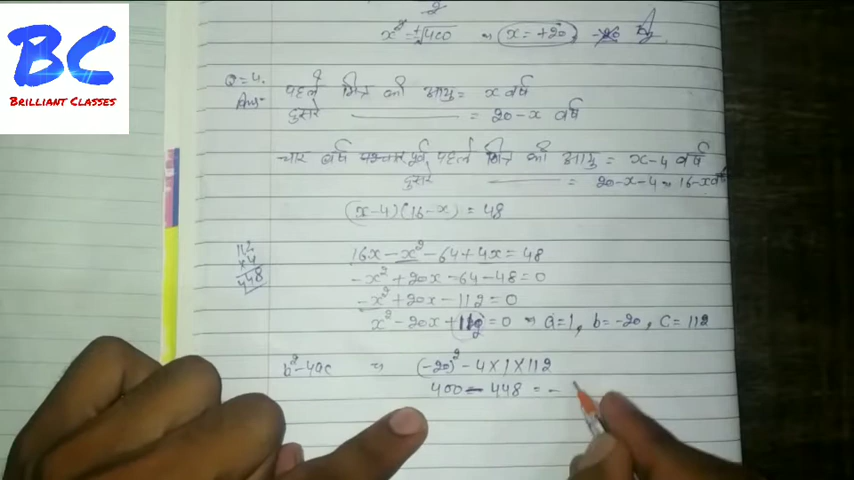 BC
BRILLIANT CLASSES
2
x² = ±√400 ⇒ x = +20, -20
Q=4.
Ans- पहले मित्र की आयु = x वर्ष
दुसरे ——— = 20-x वर्ष
चार वर्ष पूर्व पहले मित्र की आयु = x-4 वर्ष
दुसरे ——— = 20-x-4 ⇒ 16-x वर्ष
(x-4)(16-x) = 48
112
×4
448
16x - x² - 64 + 4x = 48
-x² + 20x - 64 - 48 = 0
-x² + 20x - 112 = 0
x² - 20x + 112 = 0 ⇒ a=1, b=-20, c=112
b²-4ac ⇒ (-20)² - 4×1×112
400 - 448 = -